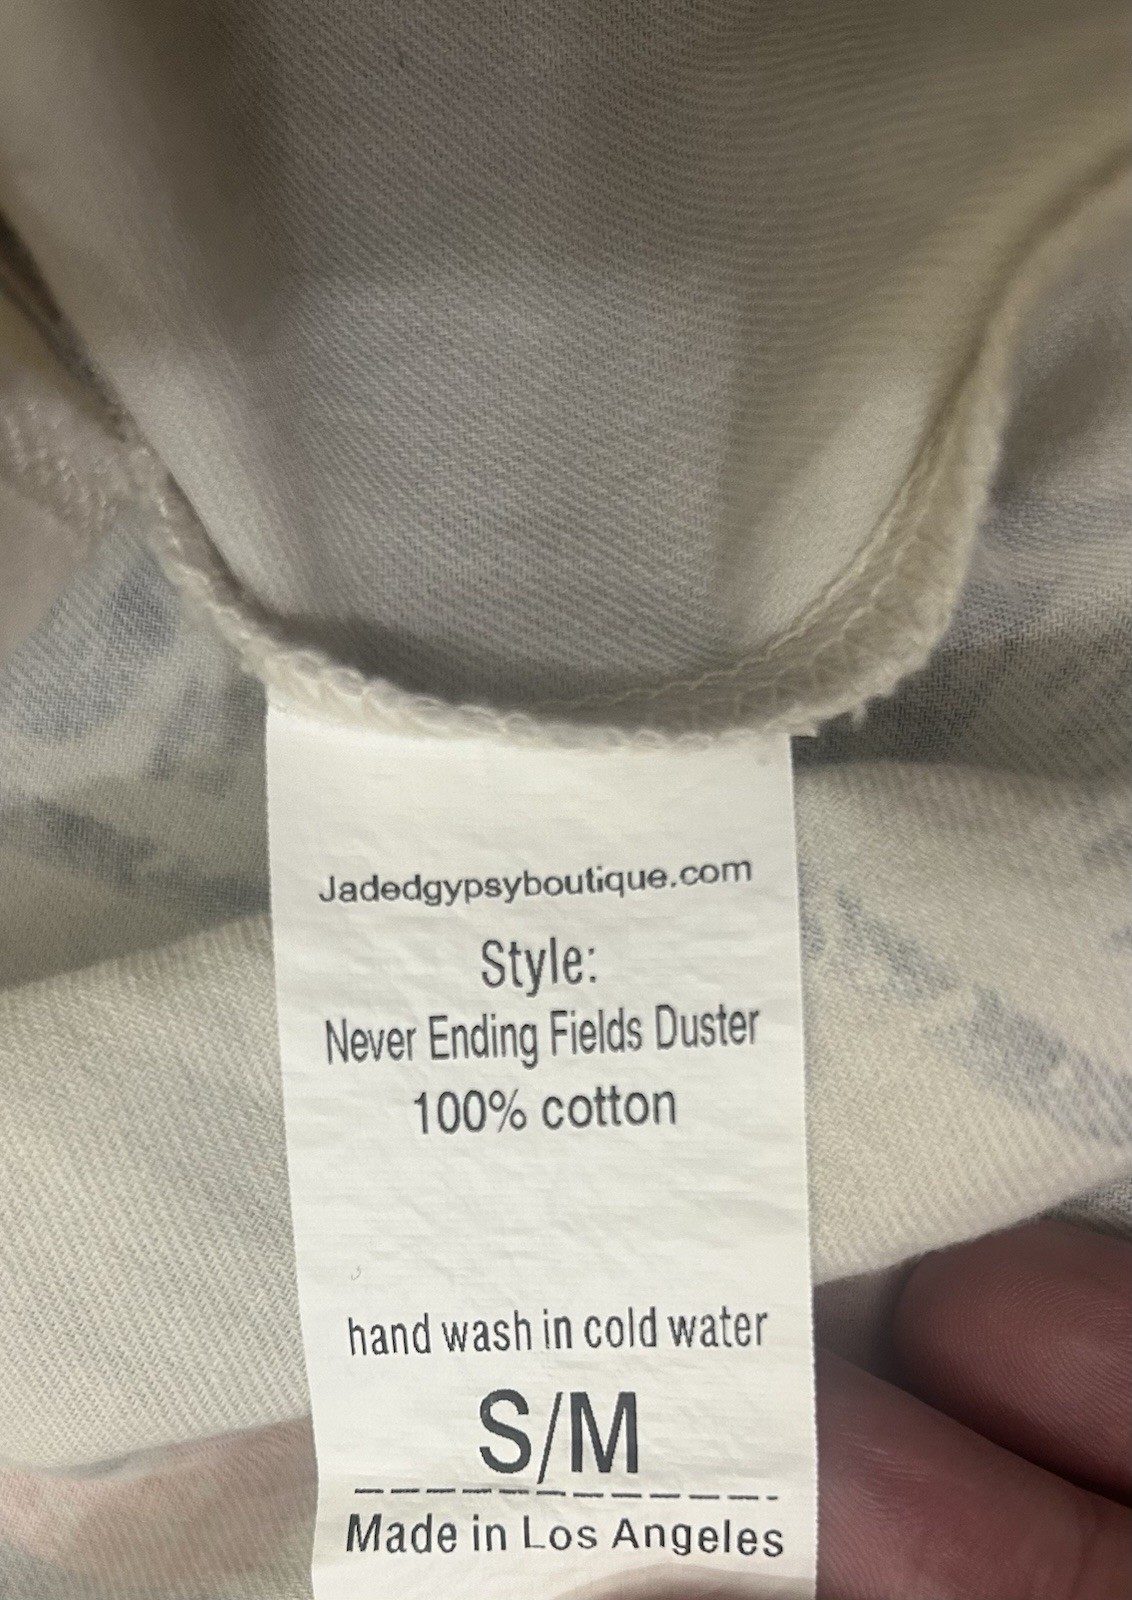 Jadedgypsyboutique.com
Style:
Never Ending Fields Duster
100% cotton
hand wash in cold water
S/M
Made in Los Angeles